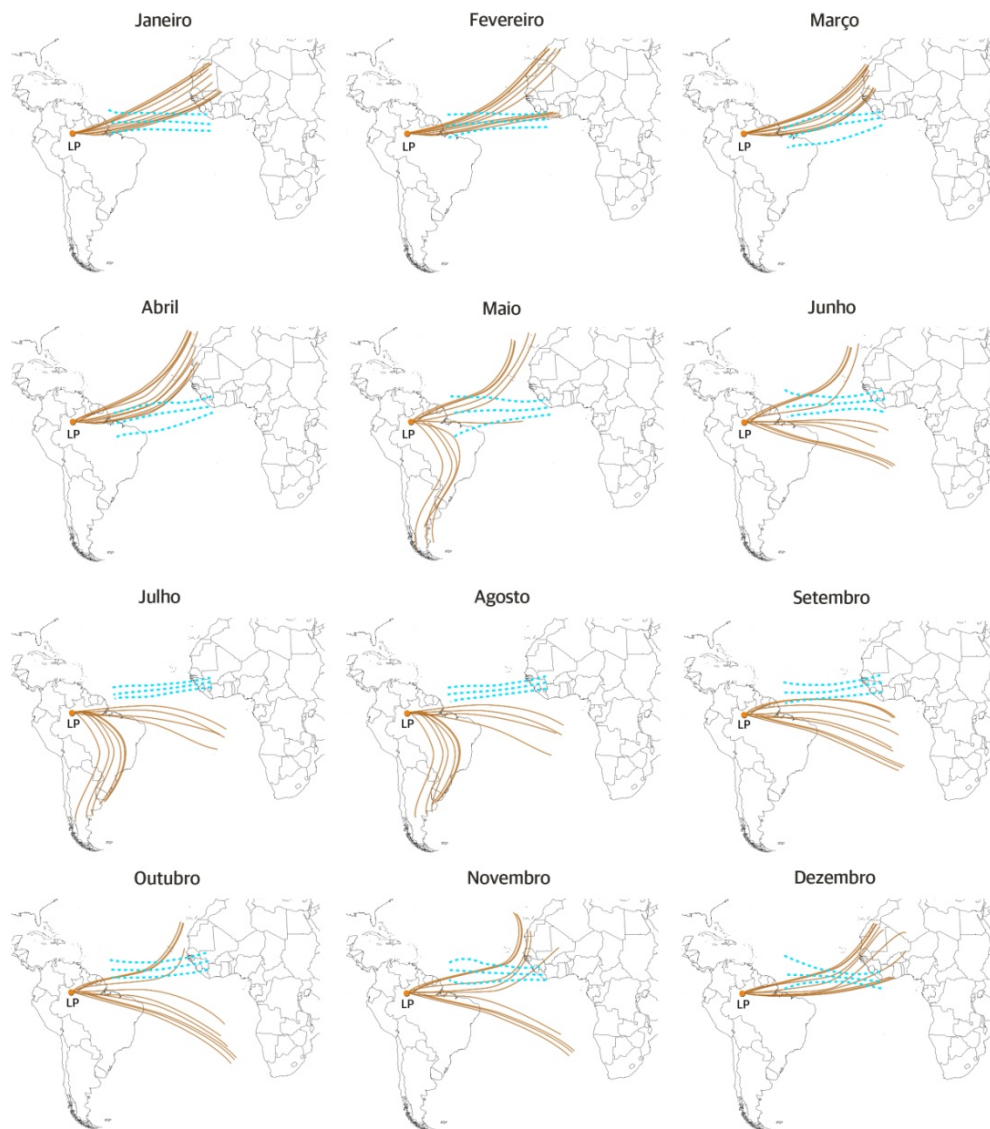 Janeiro
Fevereiro
Março
LP
LP
LP
Abril
Maio
Junho
LP
LP
LP
Julho
Agosto
Setembro
LP
LP
LP
Outubro
Novembro
Dezembro
LP
LP
LP